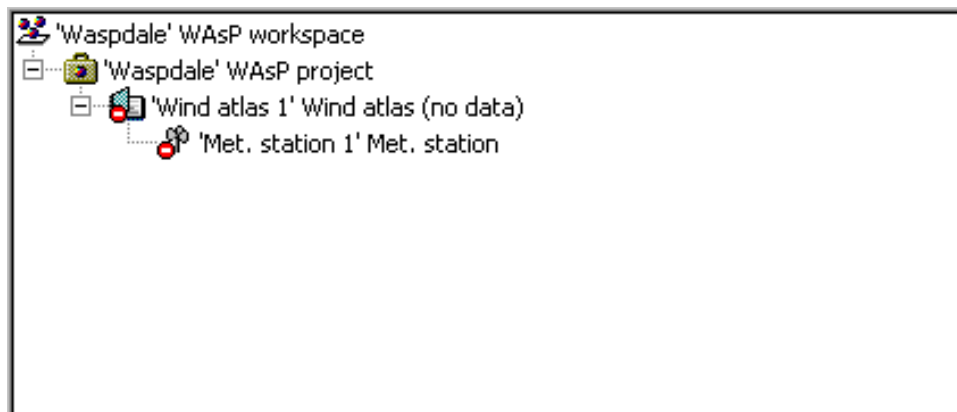 'Waspdale' WAsP workspace
'Waspdale' WAsP project
'Wind atlas 1' Wind atlas (no data)
'Met. station 1' Met. station